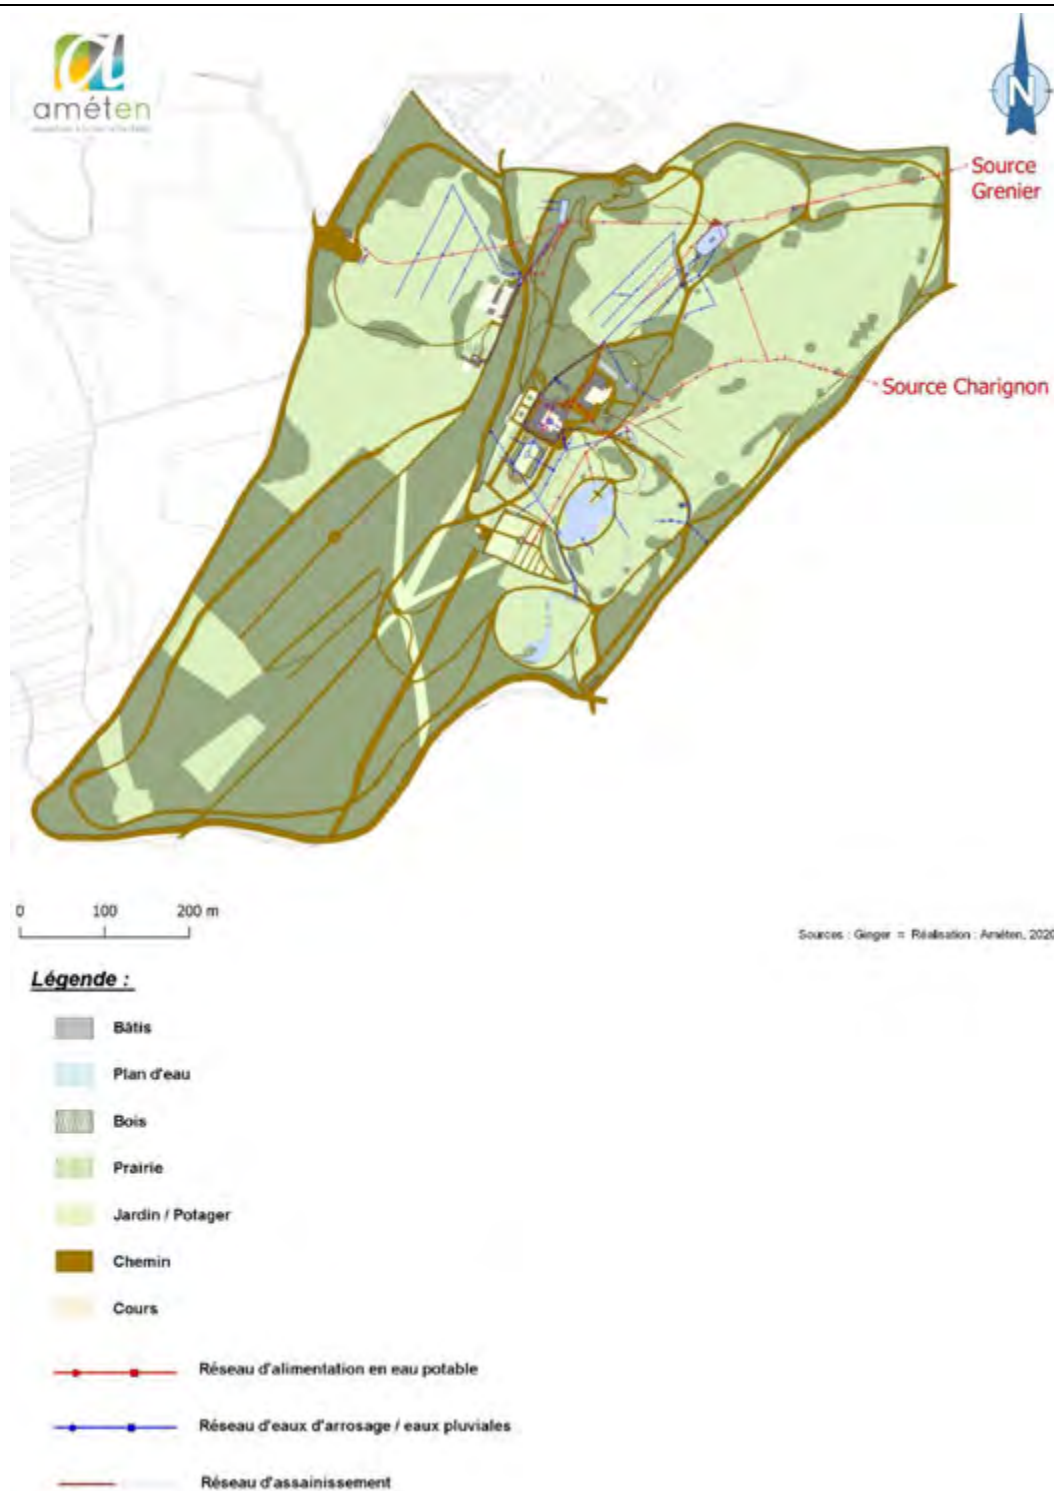 améten
N
Source
Grenier
Source Charignon
0 100 200 m
Sources : Ginger = Réalisation : Améten, 2020
Légende :
Bâtis
Plan d'eau
Bois
Prairie
Jardin / Potager
Chemin
Cours
Réseau d'alimentation en eau potable
Réseau d'eaux d'arrosage / eaux pluviales
Réseau d'assainissement